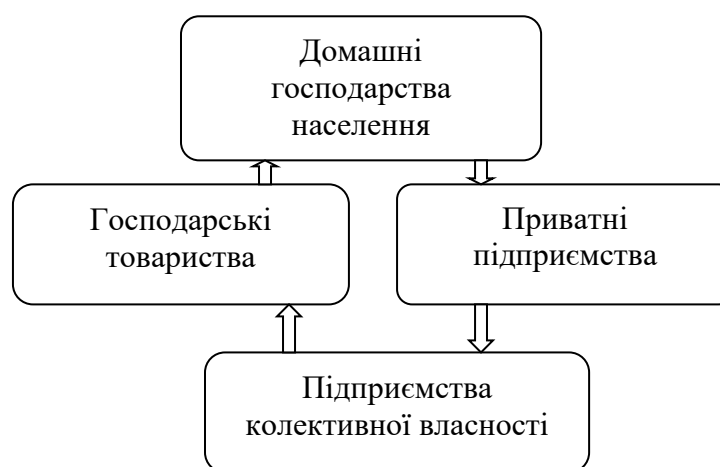 Домашні
господарства
населення
Господарські
товариства
Приватні
підприємства
Підприємства
колективної власності